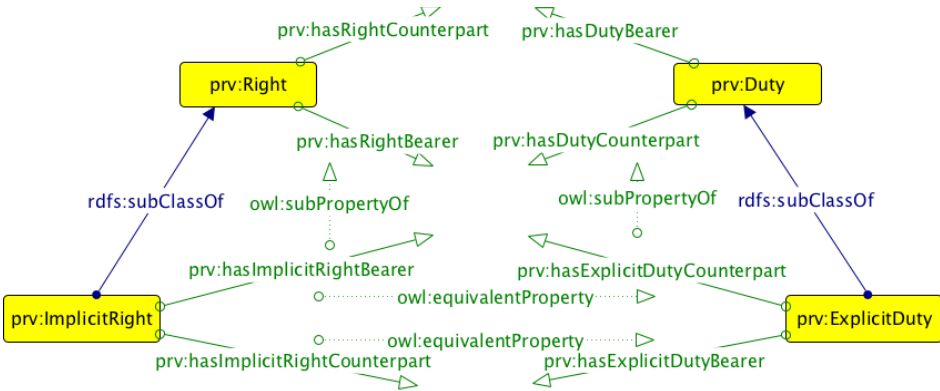 prv:hasRightCounterpart
prv:hasDutyBearer
prv:Right
prv:Duty
prv:hasRightBearer
prv:hasDutyCounterpart
rdfs:subClassOf
owl:subPropertyOf
owl:subPropertyOf
rdfs:subClassOf
prv:hasImplicitRightBearer
prv:hasExplicitDutyCounterpart
owl:equivalentProperty
prv:ImplicitRight
prv:ExplicitDuty
owl:equivalentProperty
prv:hasImplicitRightCounterpart
prv:hasExplicitDutyBearer